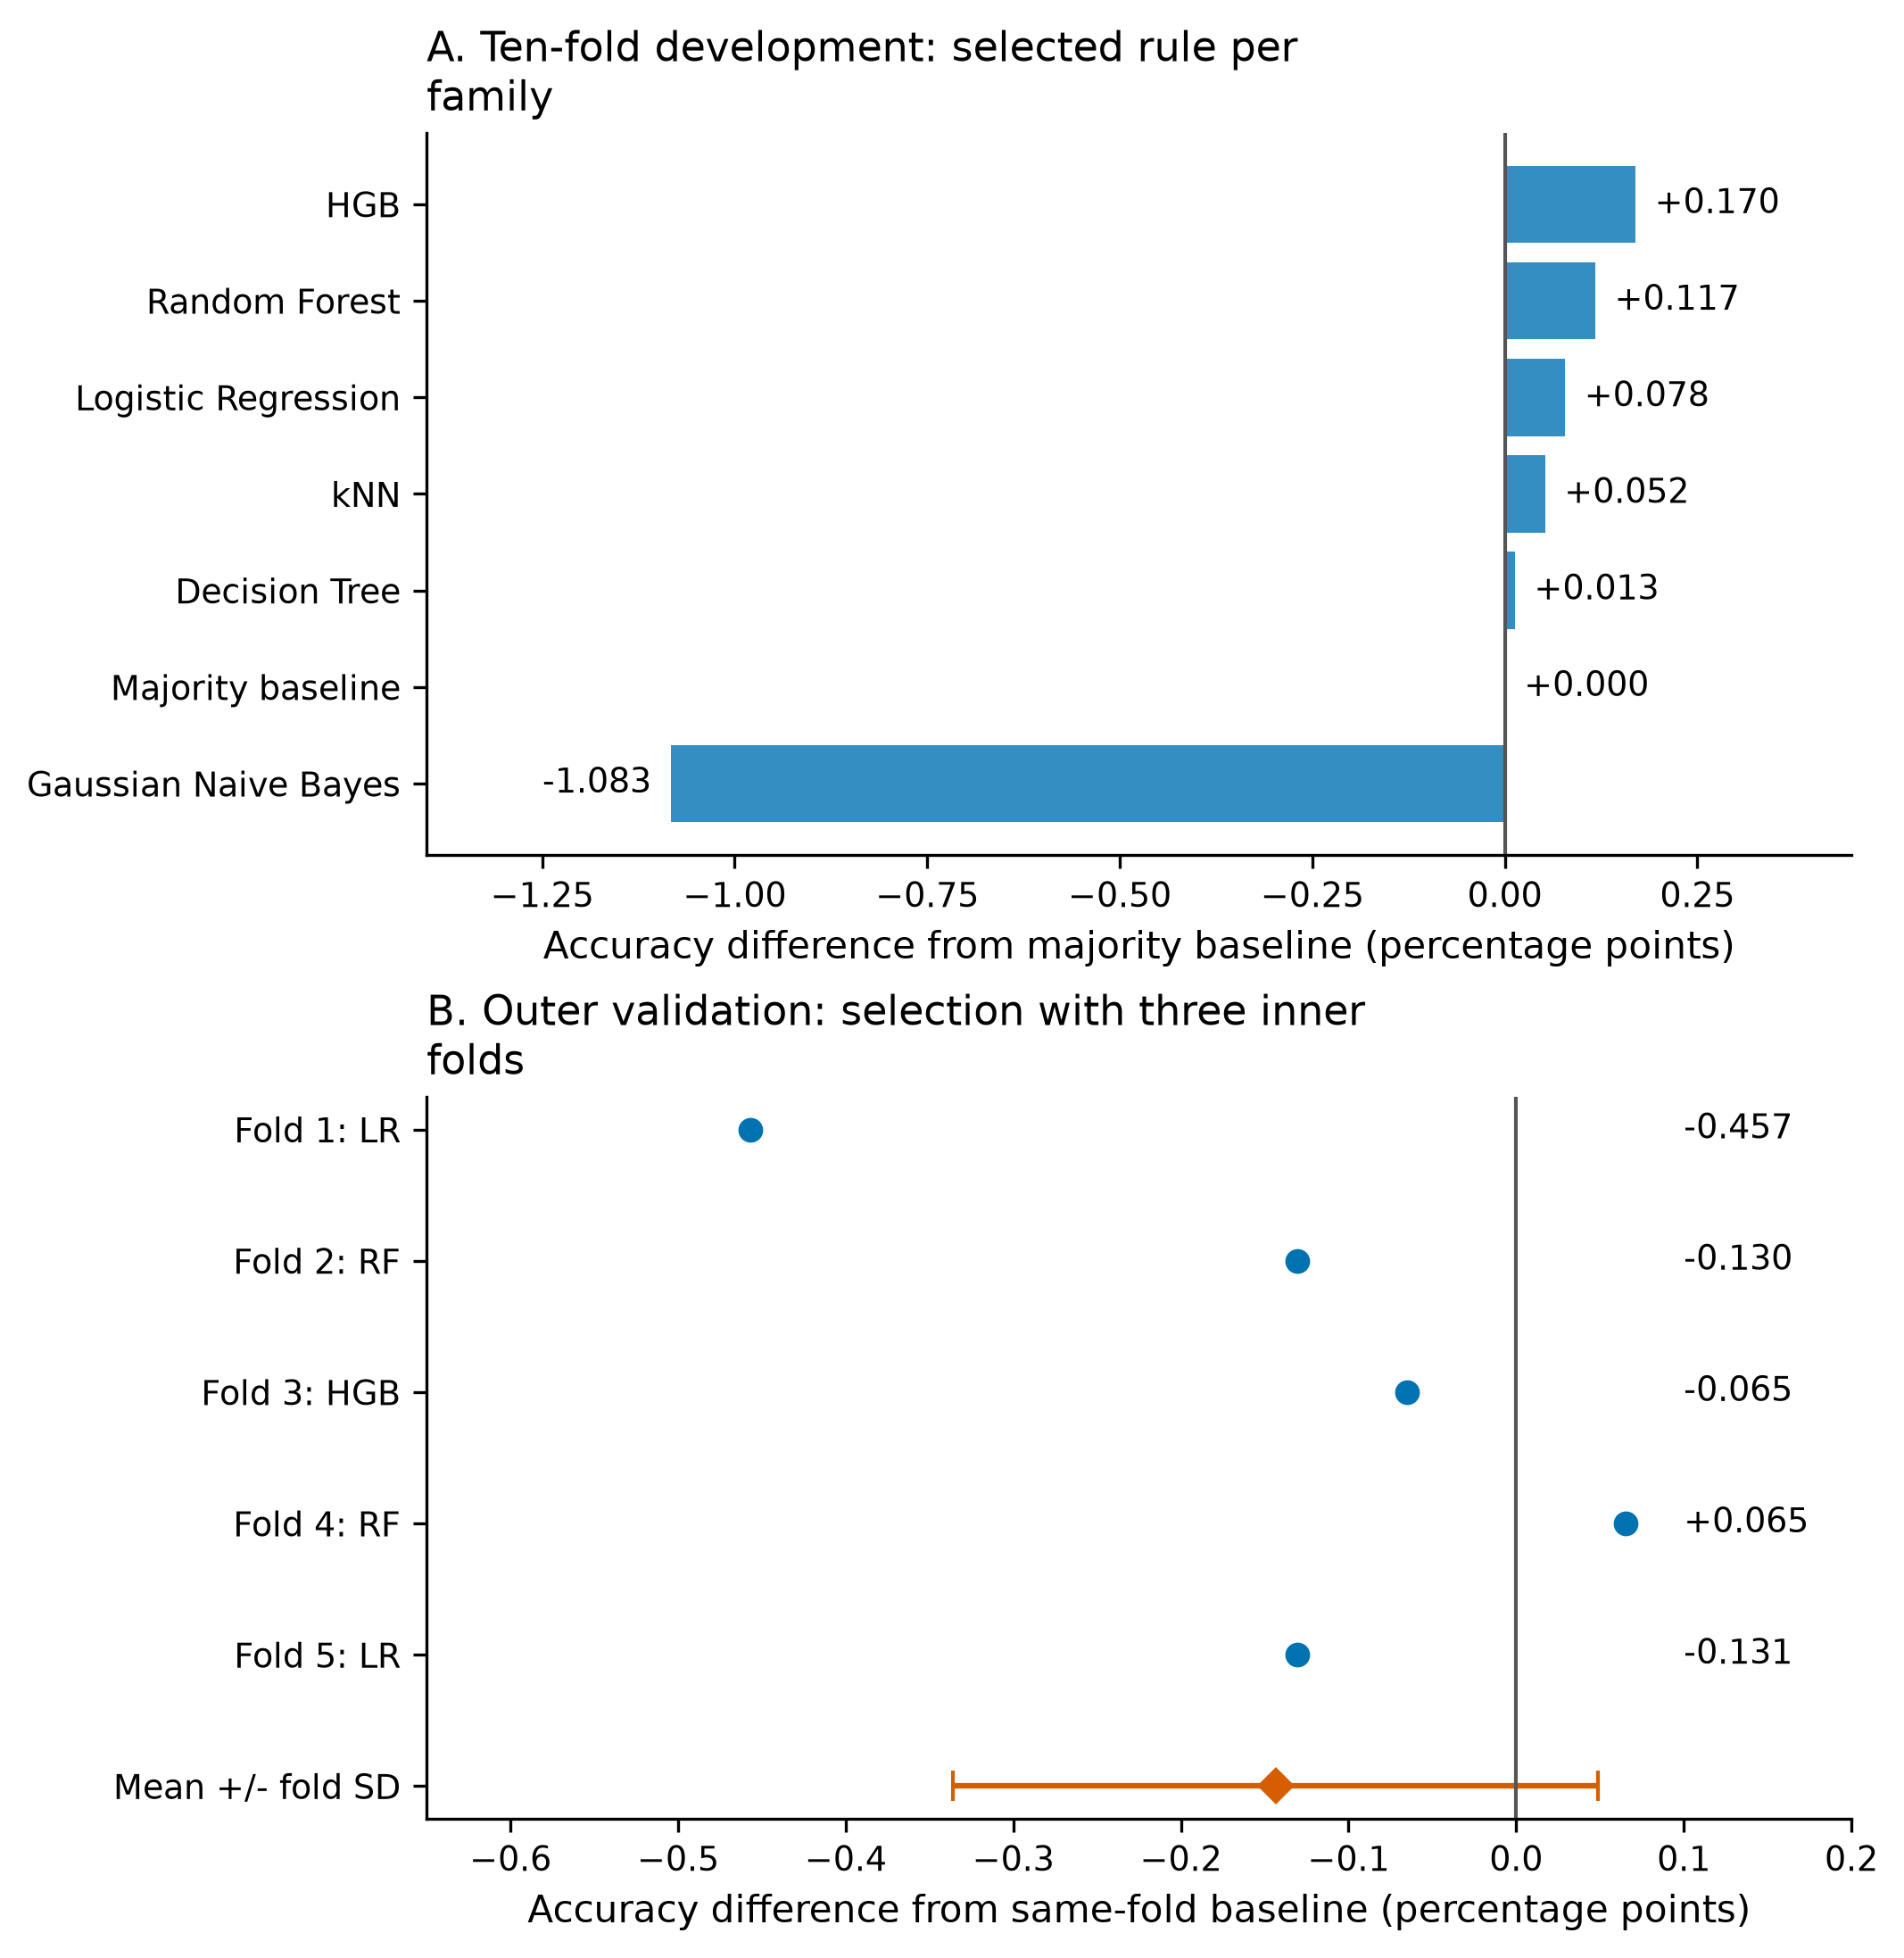 A. Ten-fold development: selected rule per
family
HGB
+0.170
Random Forest
+0.117
Logistic Regression
+0.078
kNN
+0.052
Decision Tree
+0.013
Majority baseline
+0.000
Gaussian Naive Bayes
-1.083
−1.25 −1.00 −0.75 −0.50 −0.25 0.00 0.25
Accuracy difference from majority baseline (percentage points)
B. Outer validation: selection with three inner
folds
Fold 1: LR
-0.457
Fold 2: RF
-0.130
Fold 3: HGB
-0.065
Fold 4: RF
+0.065
Fold 5: LR
-0.131
Mean +/- fold SD
−0.6 −0.5 −0.4 −0.3 −0.2 −0.1 0.0 0.1 0.2
Accuracy difference from same-fold baseline (percentage points)